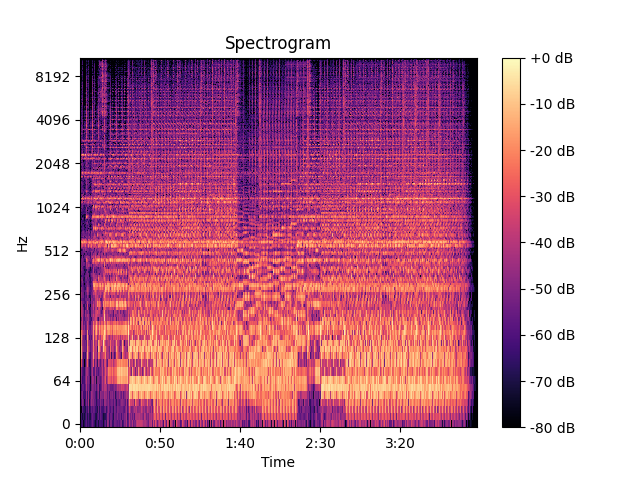 Spectrogram
8192
4096
2048
1024
512
256
128
64
0
Hz
0:00 0:50 1:40 2:30 3:20
Time
+0 dB
-10 dB
-20 dB
-30 dB
-40 dB
-50 dB
-60 dB
-70 dB
-80 dB